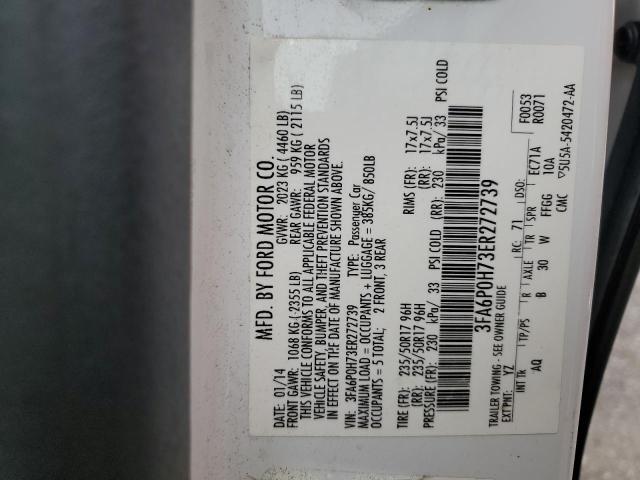 MFD. BY FORD MOTOR CO.
DATE: 01/14 GVWR: 2023 KG ( 4460 LB)
FRONT GAWR: 1068 KG ( 2355 LB) REAR GAWR: 959 KG ( 2115 LB)
THIS VEHICLE CONFORMS TO ALL APPLICABLE FEDERAL MOTOR
VEHICLE SAFETY, BUMPER, AND THEFT PREVENTION STANDARDS
IN EFFECT ON THE DATE OF MANUFACTURE SHOWN ABOVE.
VIN: 3FA6P0H73ER272739 TYPE: Passenger Car
MAXIMUM LOAD = OCCUPANTS + LUGGAGE = 385KG/ 850LB
OCCUPANTS = 5 TOTAL; 2 FRONT, 3 REAR
TIRE (FR): 235/50R17 96H RIMS (FR): 17x7.5J
(RR): 235/50R17 96H (RR): 17x7.5J
PRESSURE (FR): 230 kPa/ 33 PSI COLD (RR): 230 kPa/ 33 PSI COLD
3FA6P0H73ER272739
TRAILER TOWING - SEE OWNER GUIDE F0053
EXT PNT: YZ RC: 71 DSO: R0071
INT TR TP/PS R AXLE TR SPR EC71A
AQ B 30 W FFGG 10A
CMC ▽5U5A-5420472-AA